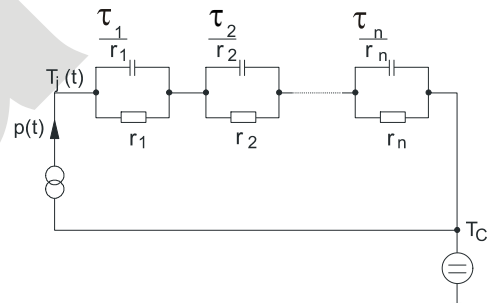 τ1 τ2 τn
r1 r2 rn
Tj (t)
p(t)
r1 r2 rn
TC